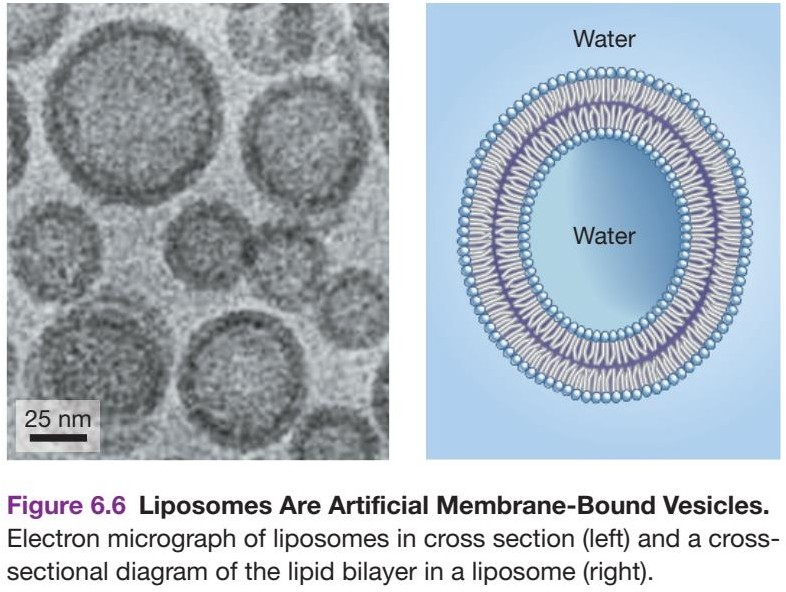 Water
Water
25 nm
Figure 6.6 Liposomes Are Artificial Membrane-Bound Vesicles.
Electron micrograph of liposomes in cross section (left) and a cross-
sectional diagram of the lipid bilayer in a liposome (right).